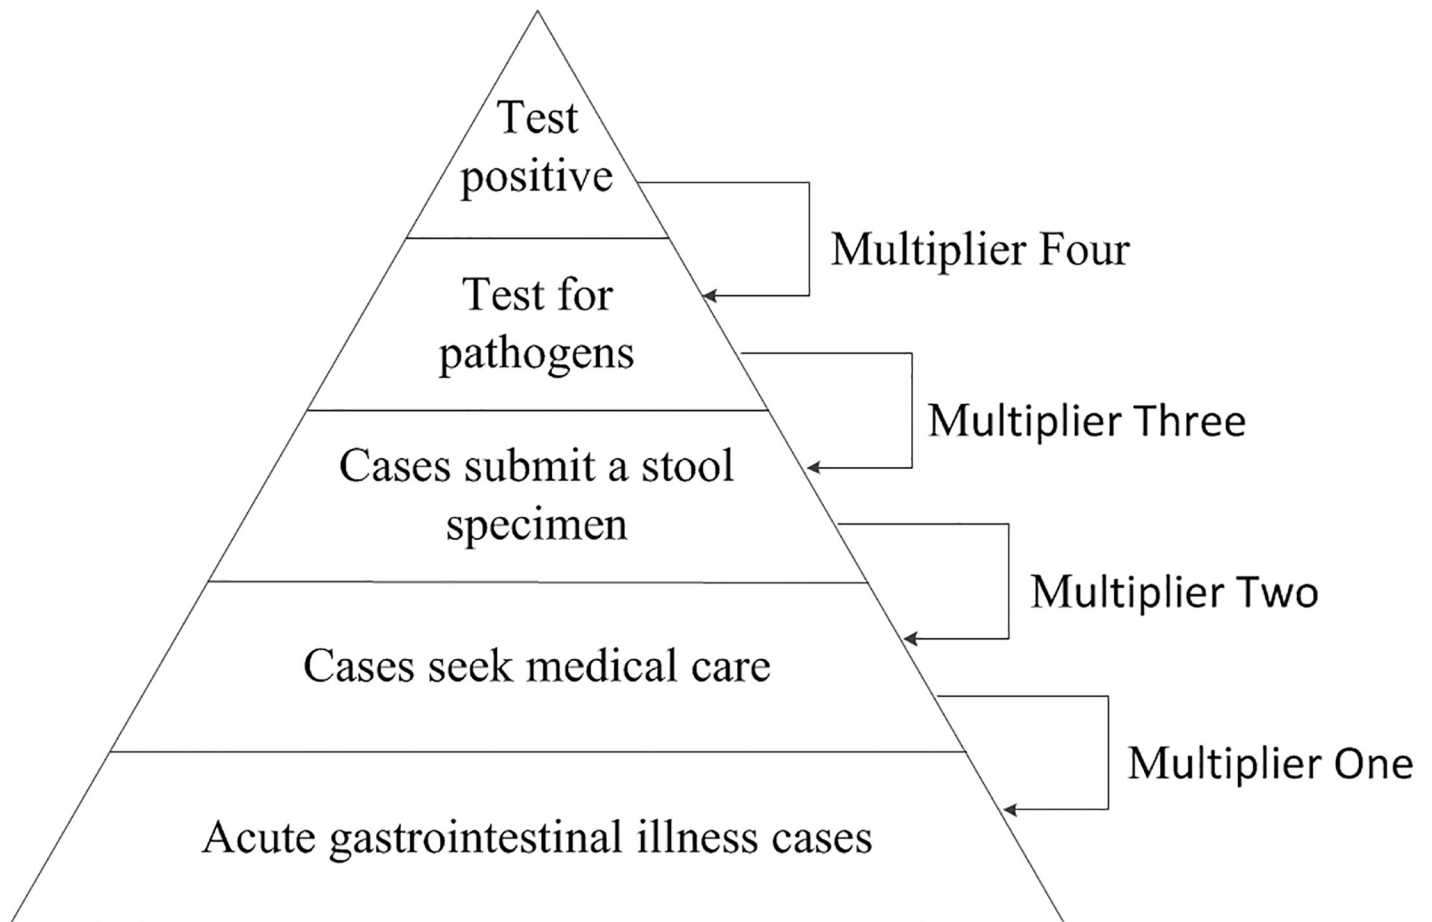 Test
positive
Multiplier Four
Test for
pathogens
Multiplier Three
Cases submit a stool
specimen
Multiplier Two
Cases seek medical care
Multiplier One
Acute gastrointestinal illness cases